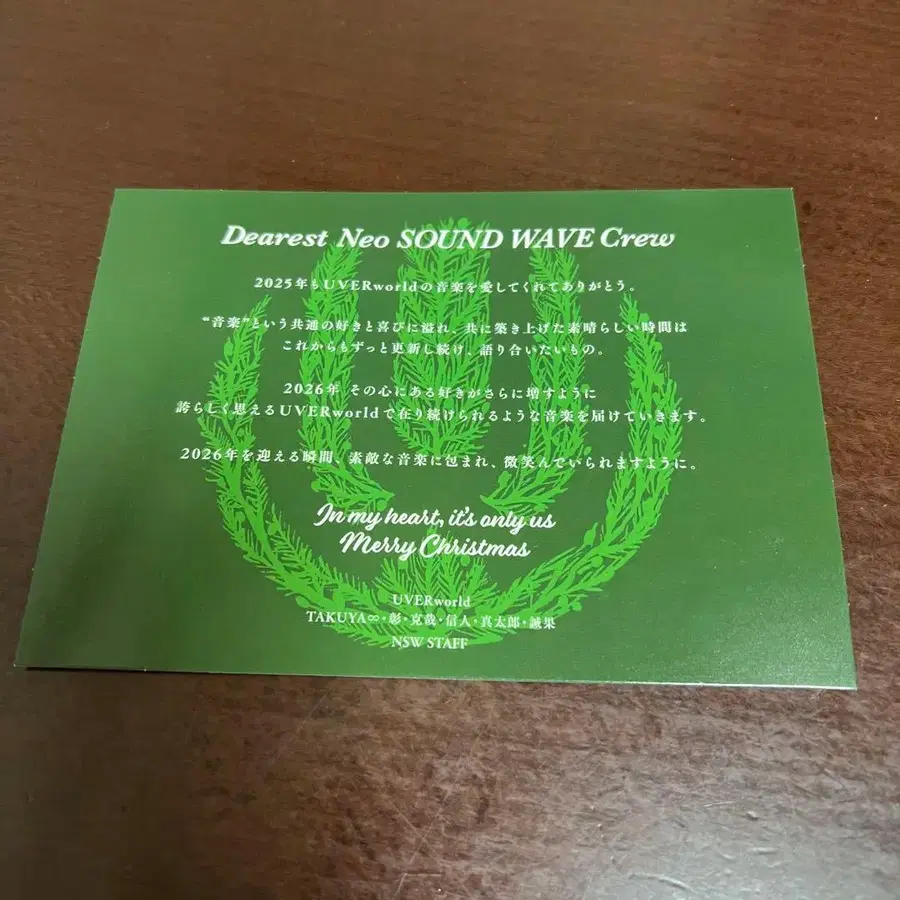 Dearest Neo SOUND WAVE Crew
2025年もUVERworldの音楽を愛してくれてありがとう。
“音楽”という共通の好きと喜びに溢れ、共に築き上げた素晴らしい時間は
これからもずっと更新し続け、語り合いたいもの。
2026年 その心にある好きがさらに増すように
誇らしく思えるUVERworldで在り続けられるような音楽を届けていきます。
2026年を迎える瞬間、素敵な音楽に包まれ、微笑んでいられますように。
In my heart, it's only us
Merry Christmas
UVERworld
TAKUYA∞・彰・克哉・信人・真太郎・誠果
NSW STAFF